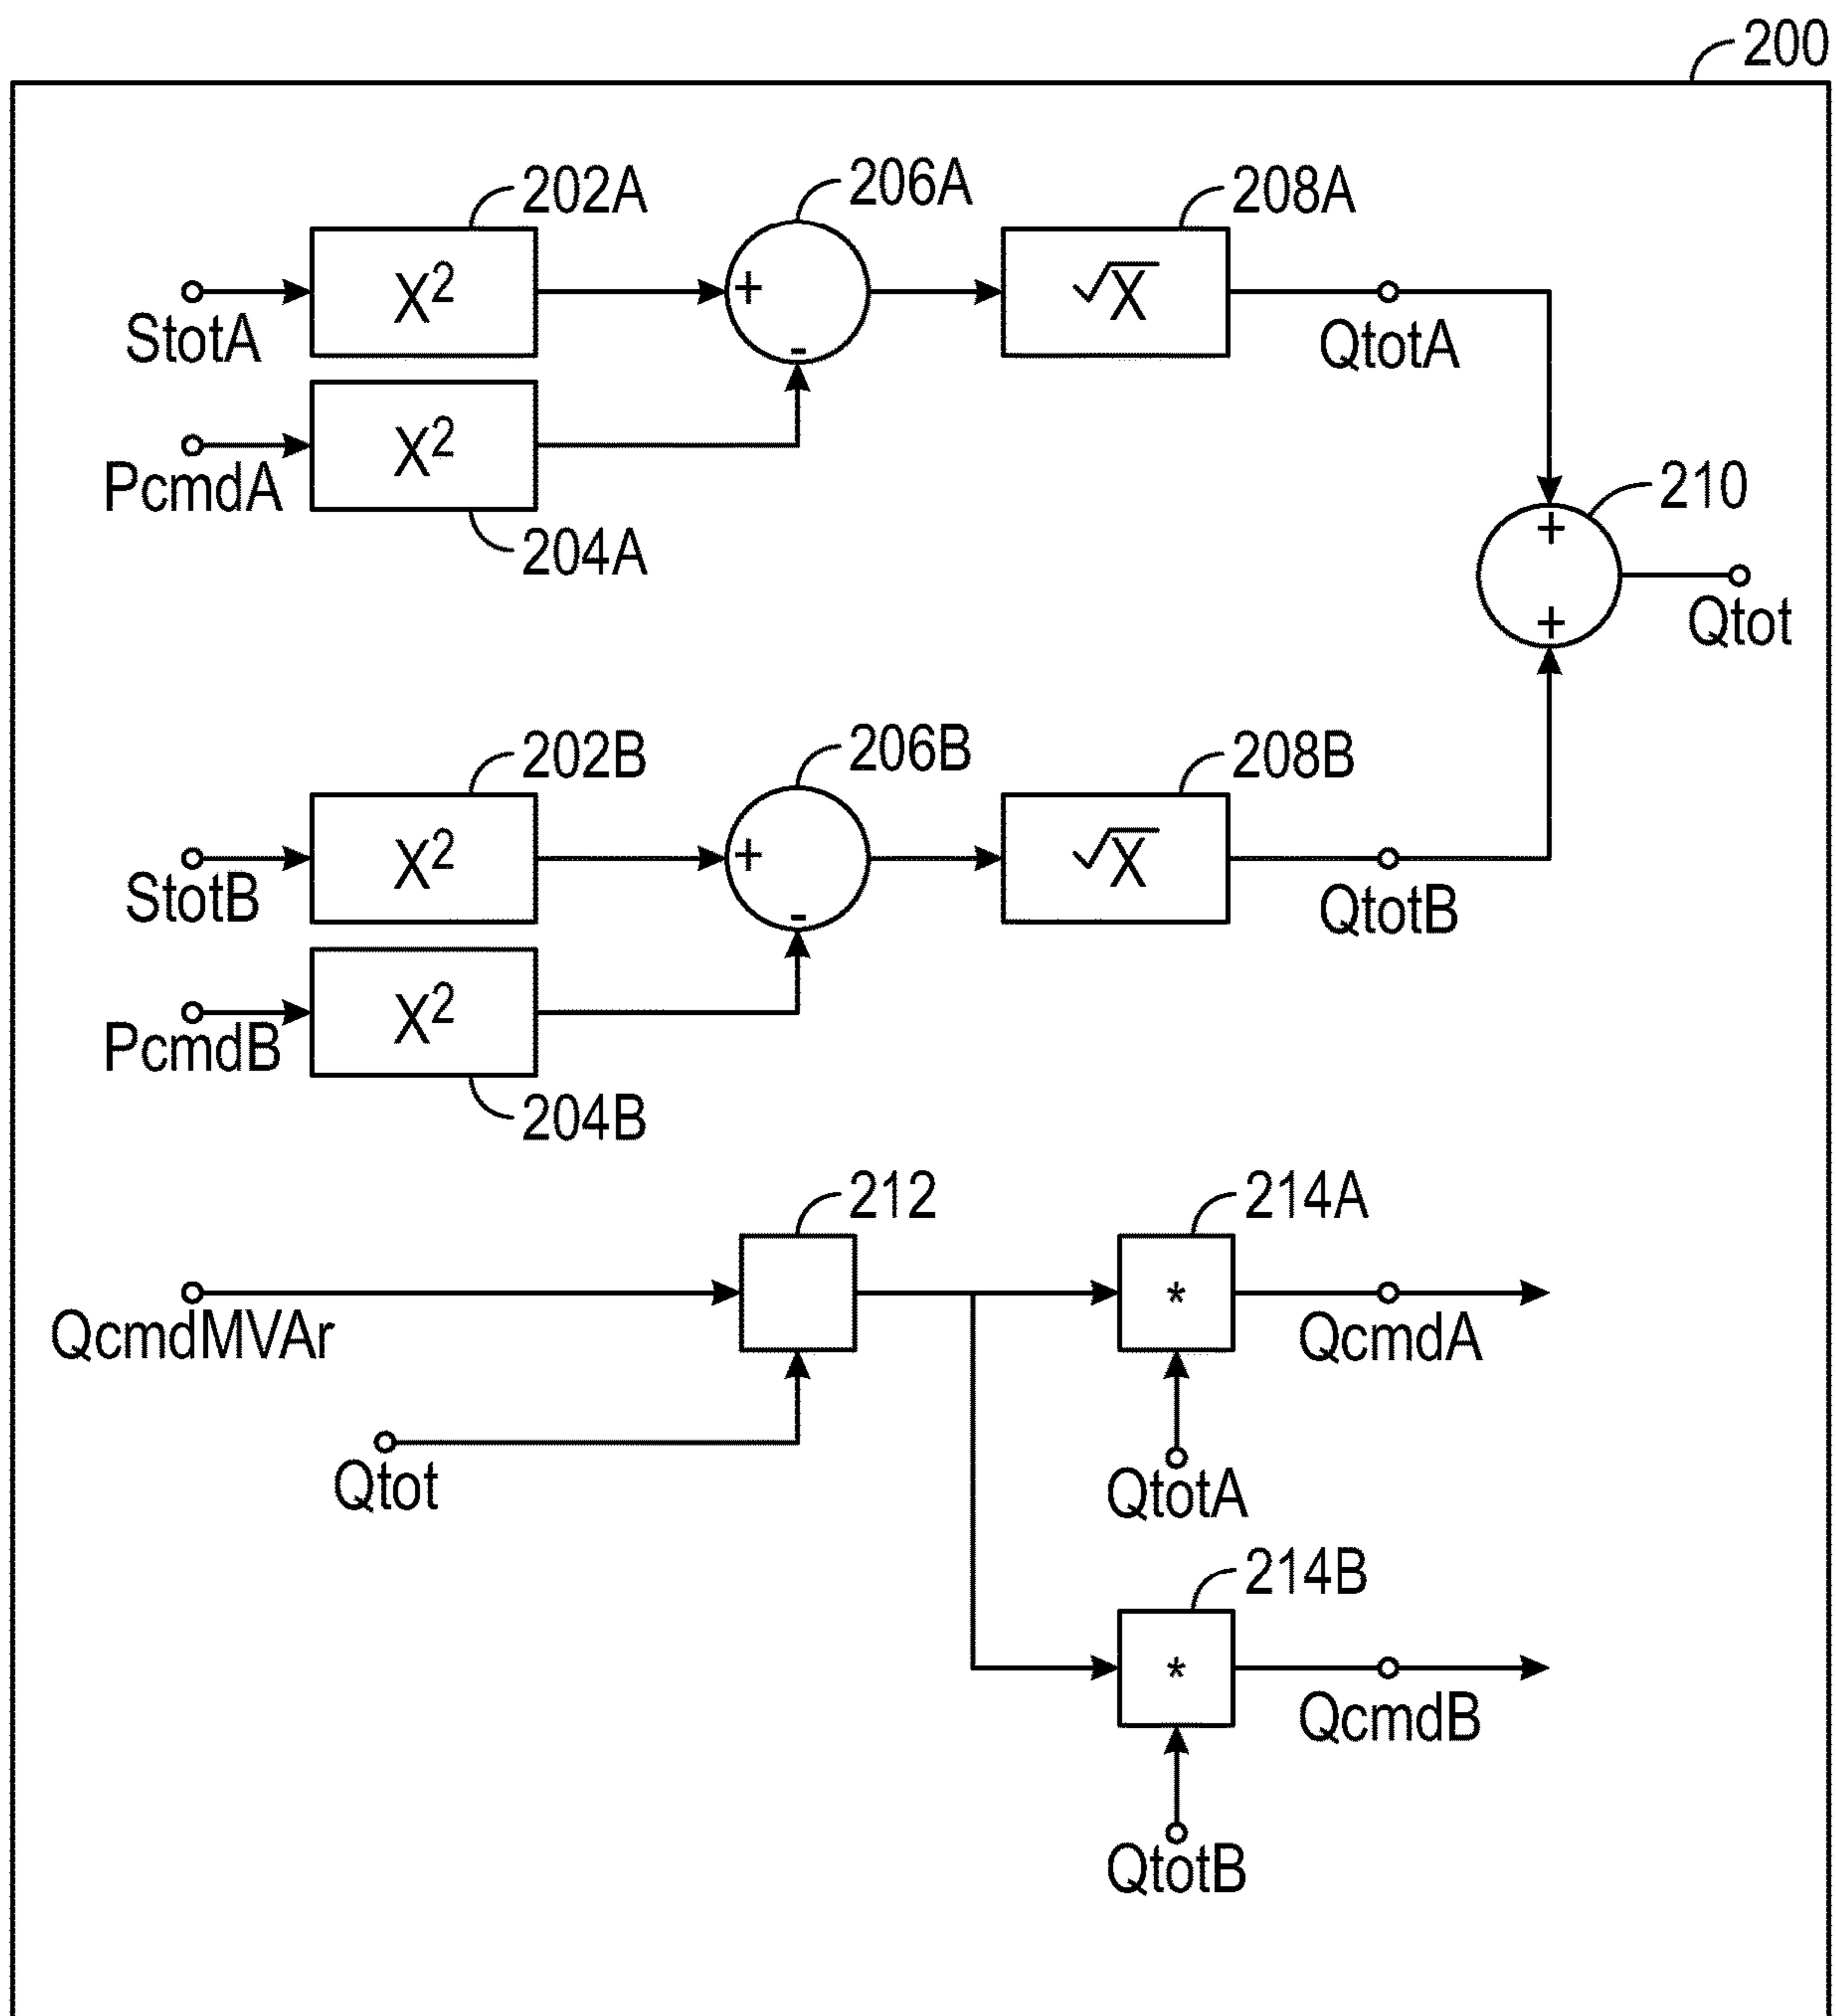 200
202A
206A
208A
X²
+
-
√X
StotA
QtotA
PcmdA
X²
204A
210
+
+
Qtot
202B
206B
208B
X²
+
-
√X
StotB
QtotB
PcmdB
X²
204B
212
214A
*
QcmdMVAr
QcmdA
Qtot
QtotA
214B
*
QcmdB
QtotB